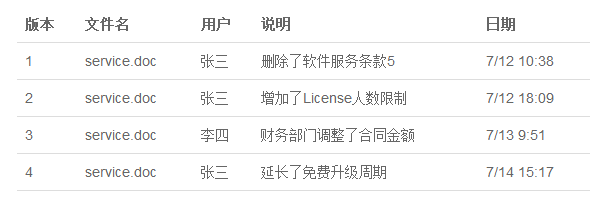 版本 文件名 用户 说明 日期
1 service.doc 张三 删除了软件服务条款5 7/12 10:38
2 service.doc 张三 增加了License人数限制 7/12 18:09
3 service.doc 李四 财务部门调整了合同金额 7/13 9:51
4 service.doc 张三 延长了免费升级周期 7/14 15:17